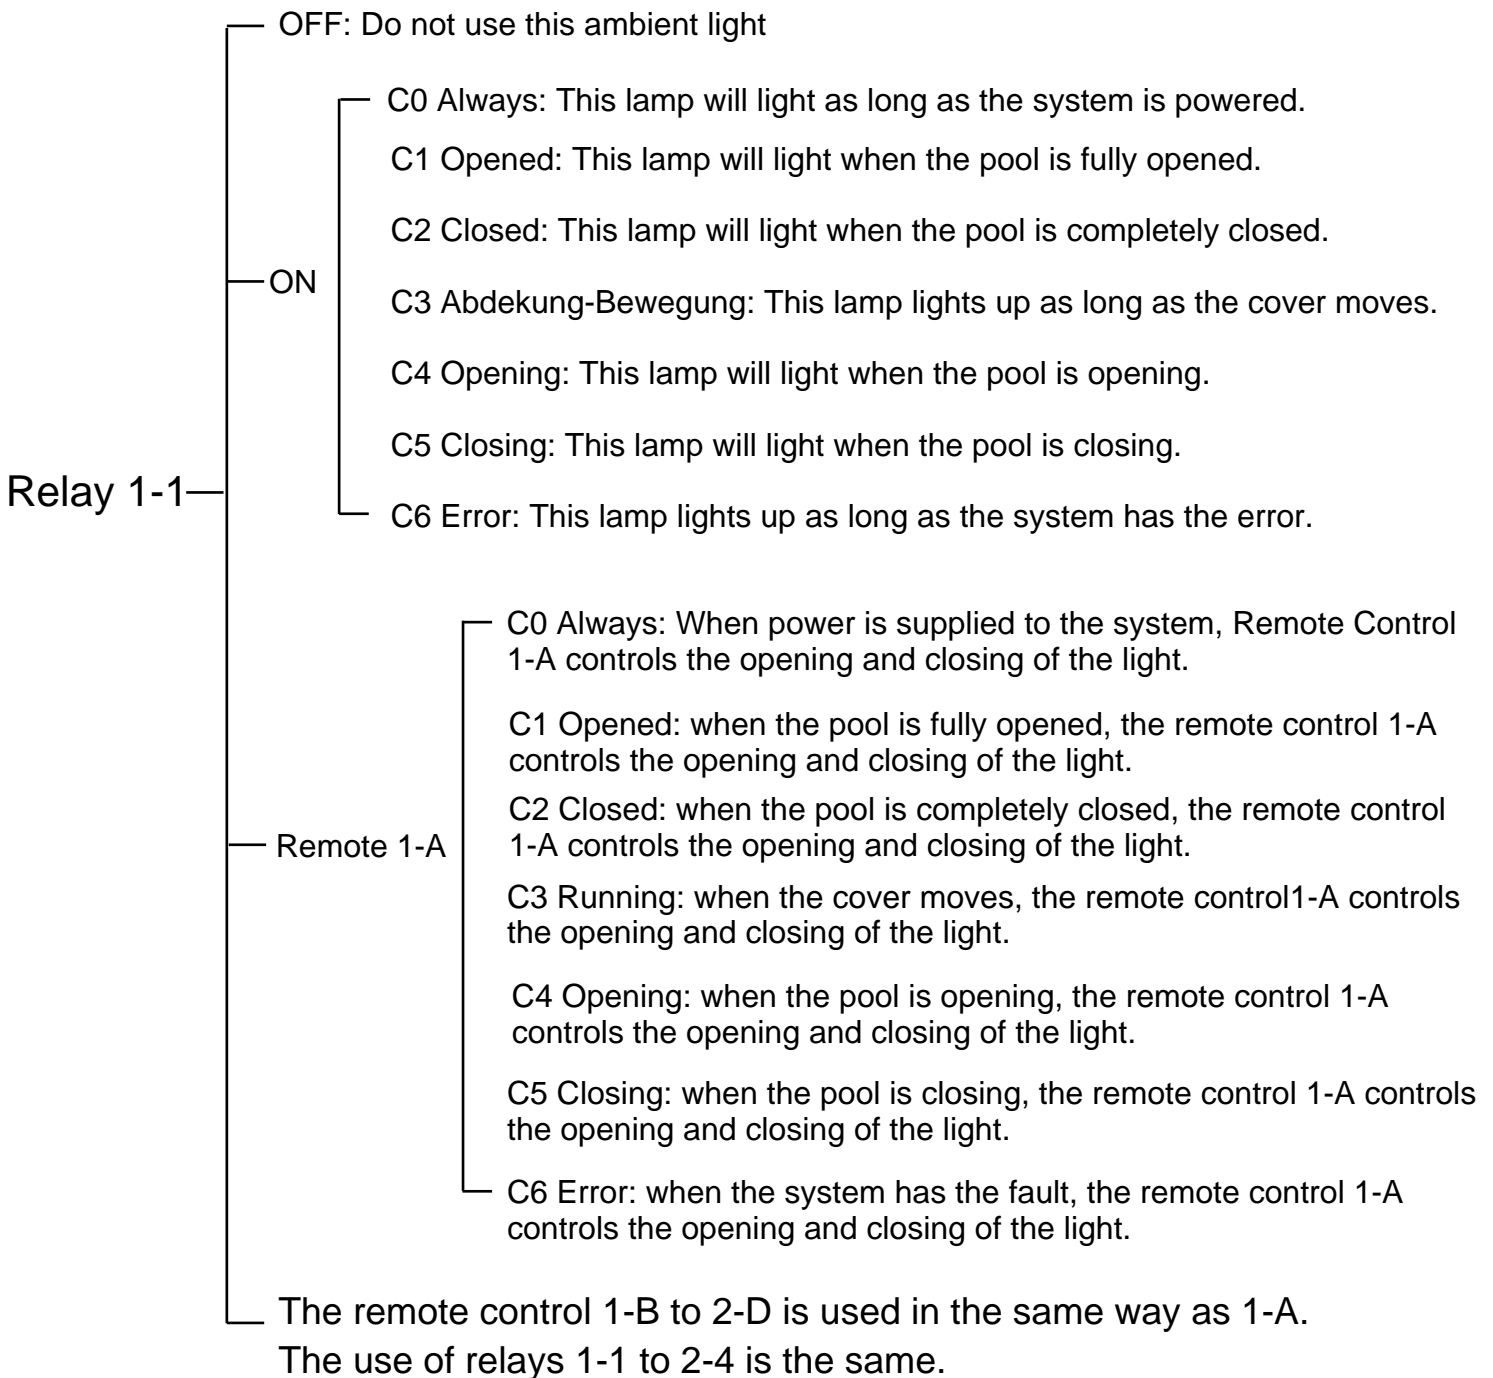 OFF: Do not use this ambient light
C0 Always: This lamp will light as long as the system is powered.
C1 Opened: This lamp will light when the pool is fully opened.
C2 Closed: This lamp will light when the pool is completely closed.
ON
C3 Abdekung-Bewegung: This lamp lights up as long as the cover moves.
C4 Opening: This lamp will light when the pool is opening.
C5 Closing: This lamp will light when the pool is closing.
Relay 1-1
C6 Error: This lamp lights up as long as the system has the error.
C0 Always: When power is supplied to the system, Remote Control
1-A controls the opening and closing of the light.
C1 Opened: when the pool is fully opened, the remote control 1-A
controls the opening and closing of the light.
C2 Closed: when the pool is completely closed, the remote control
1-A controls the opening and closing of the light.
Remote 1-A
C3 Running: when the cover moves, the remote control1-A controls
the opening and closing of the light.
C4 Opening: when the pool is opening, the remote control 1-A
controls the opening and closing of the light.
C5 Closing: when the pool is closing, the remote control 1-A controls
the opening and closing of the light.
C6 Error: when the system has the fault, the remote control 1-A
controls the opening and closing of the light.
The remote control 1-B to 2-D is used in the same way as 1-A.
The use of relays 1-1 to 2-4 is the same.